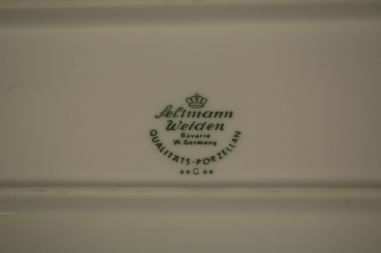 Seltmann
Weiden
Bavaria
W. Germany
QUALITÄTS-PORZELLAN
++ C ++